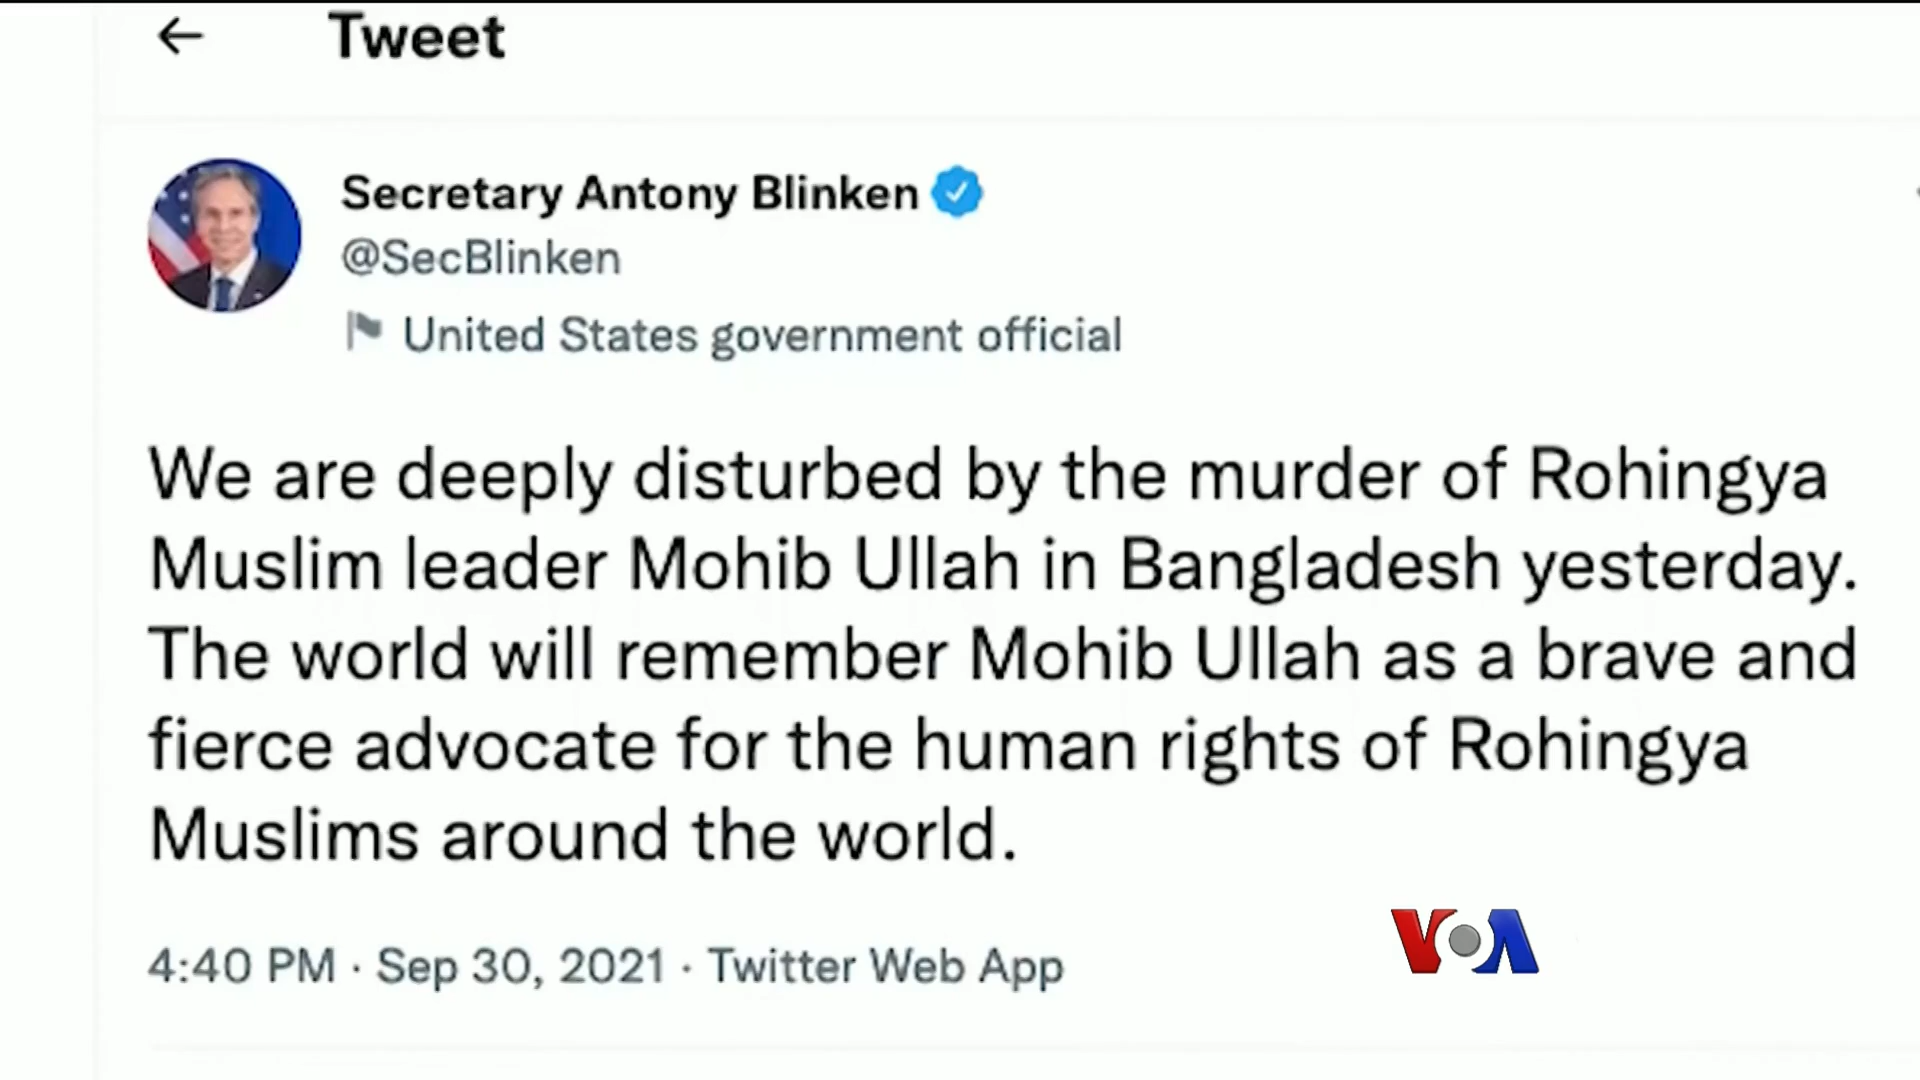 Tweet
Secretary Antony Blinken
@SecBlinken
United States government official
We are deeply disturbed by the murder of Rohingya
Muslim leader Mohib Ullah in Bangladesh yesterday.
The world will remember Mohib Ullah as a brave and
fierce advocate for the human rights of Rohingya
Muslims around the world.
4:40 PM · Sep 30, 2021 · Twitter Web App
VOA